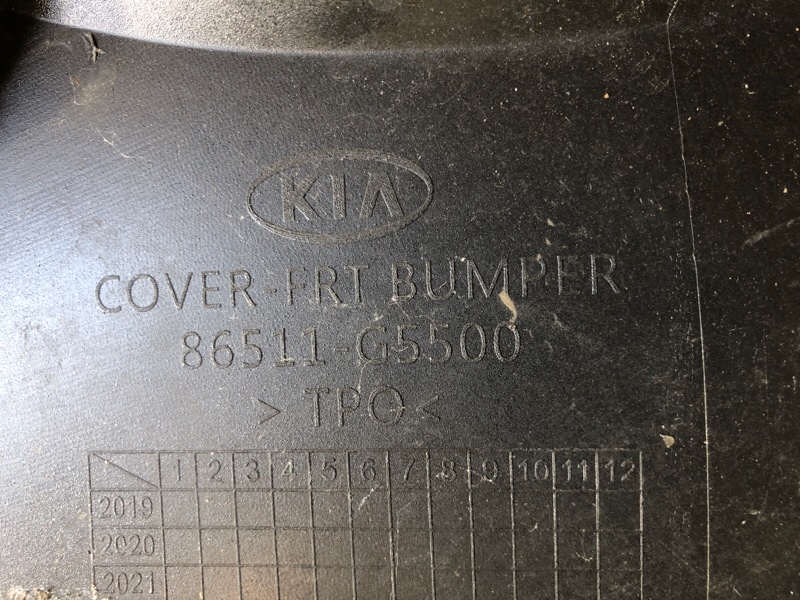 KIA
COVER-FRT BUMPER
86511-G5500
> TPO <
1 2 3 4 5 6 7 8 9 10 11 12
2019
2020
2021